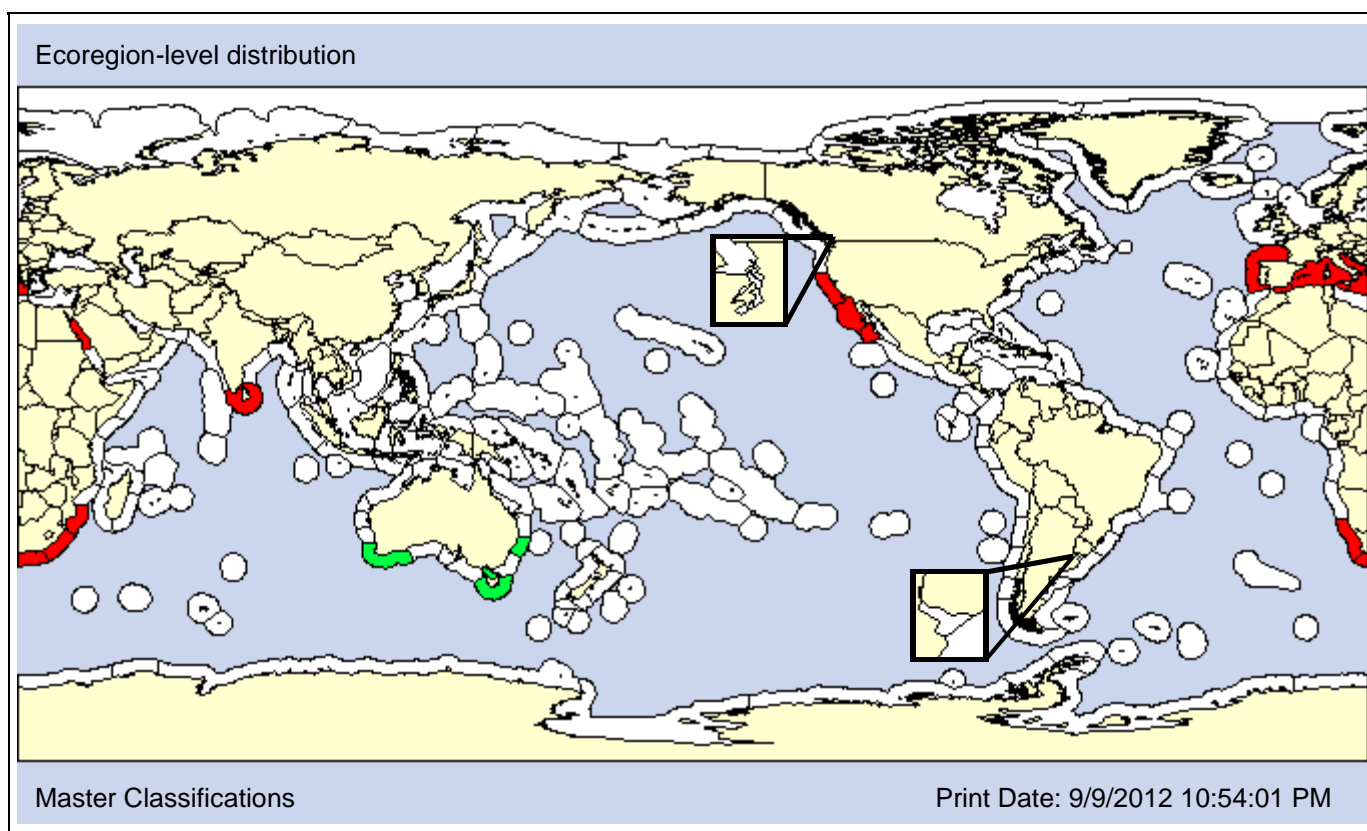 Ecoregion-level distribution
Master Classifications
Print Date: 9/9/2012 10:54:01 PM